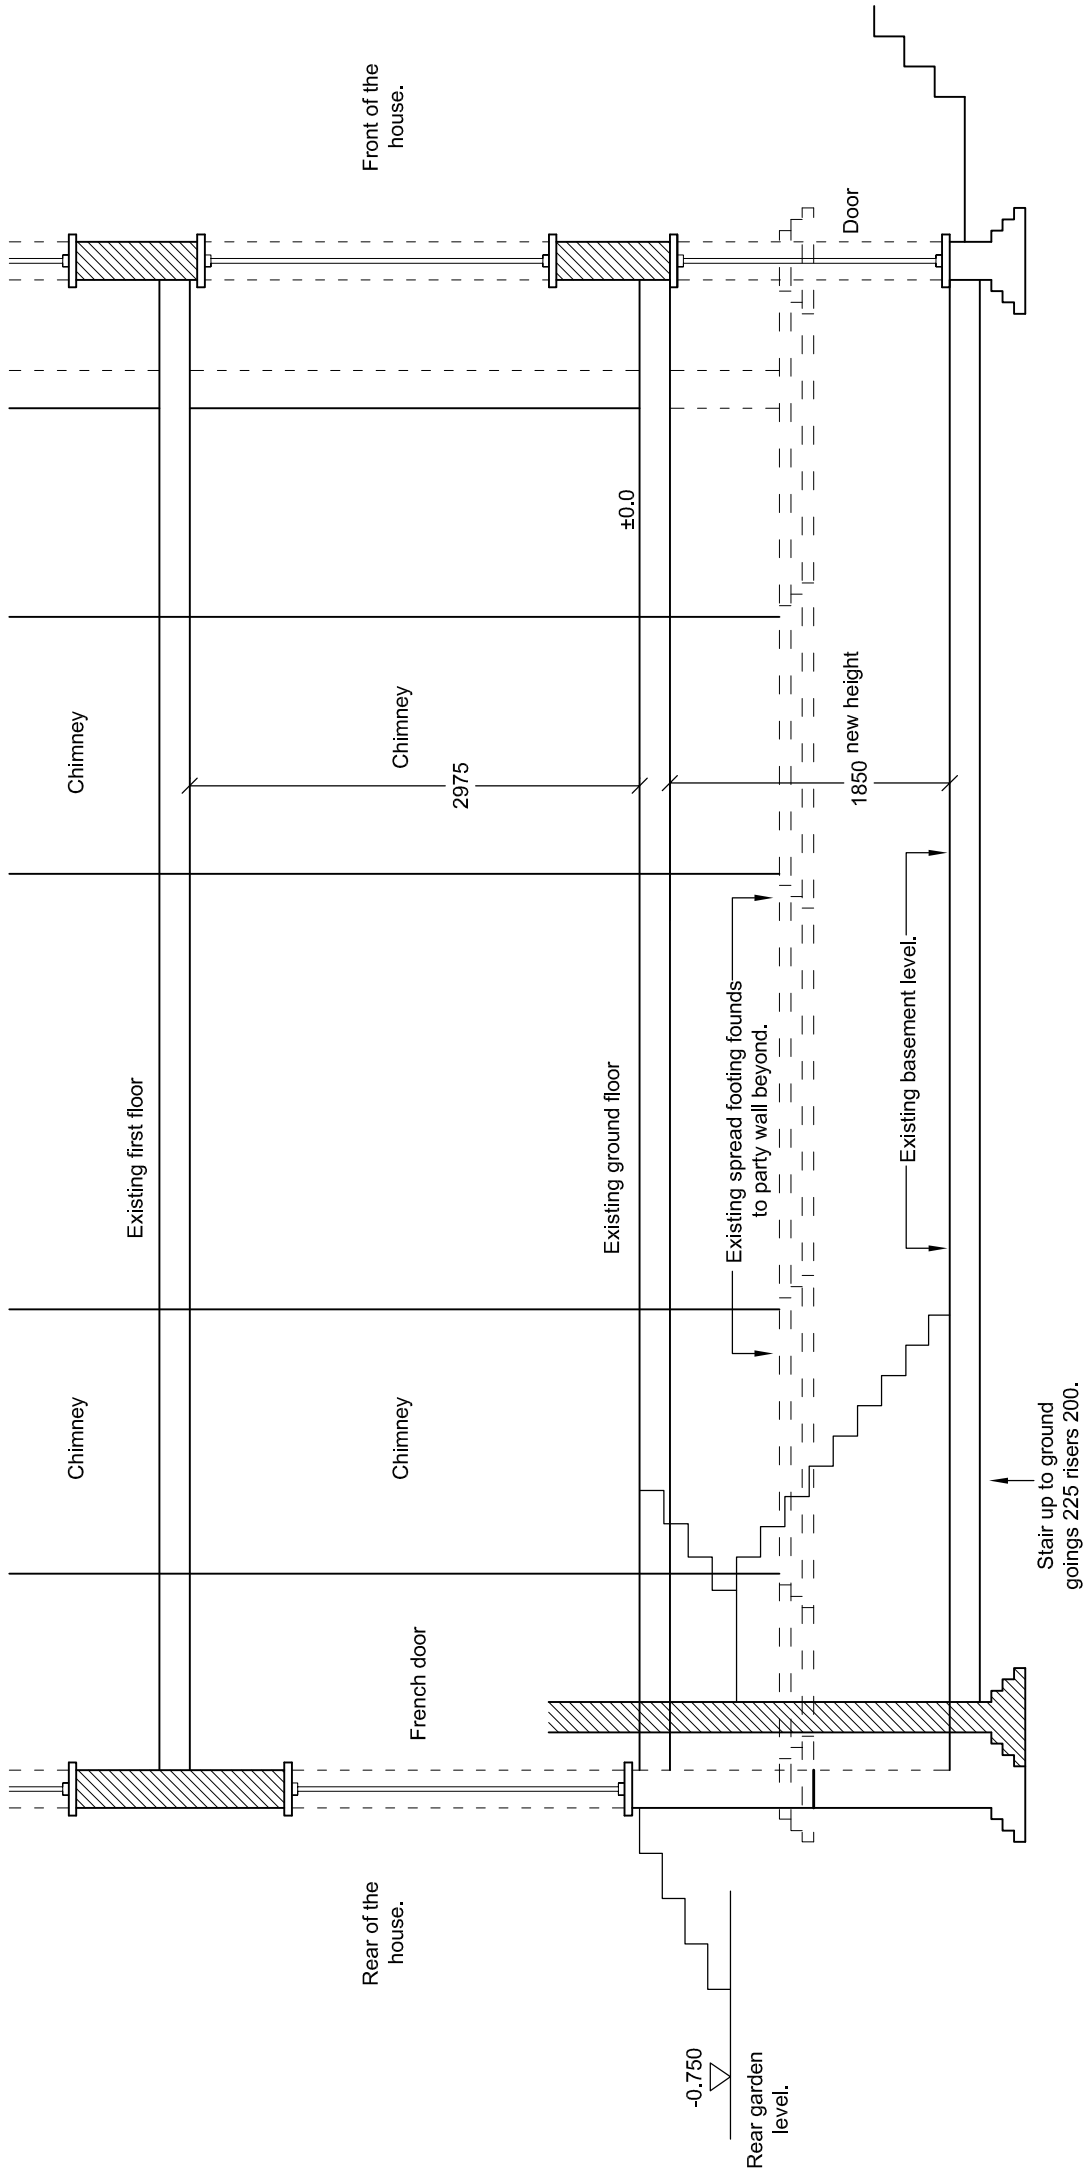 Chimney
Chimney
Existing first floor
Front of the
house.
Chimney
Chimney
2975
French door
Rear of the
house.
±0.0
Existing ground floor
-0.750
Rear garden
level.
Existing spread footing founds
to party wall beyond.
Door
1850 new height
Existing basement level.
Stair up to ground
goings 225 risers 200.